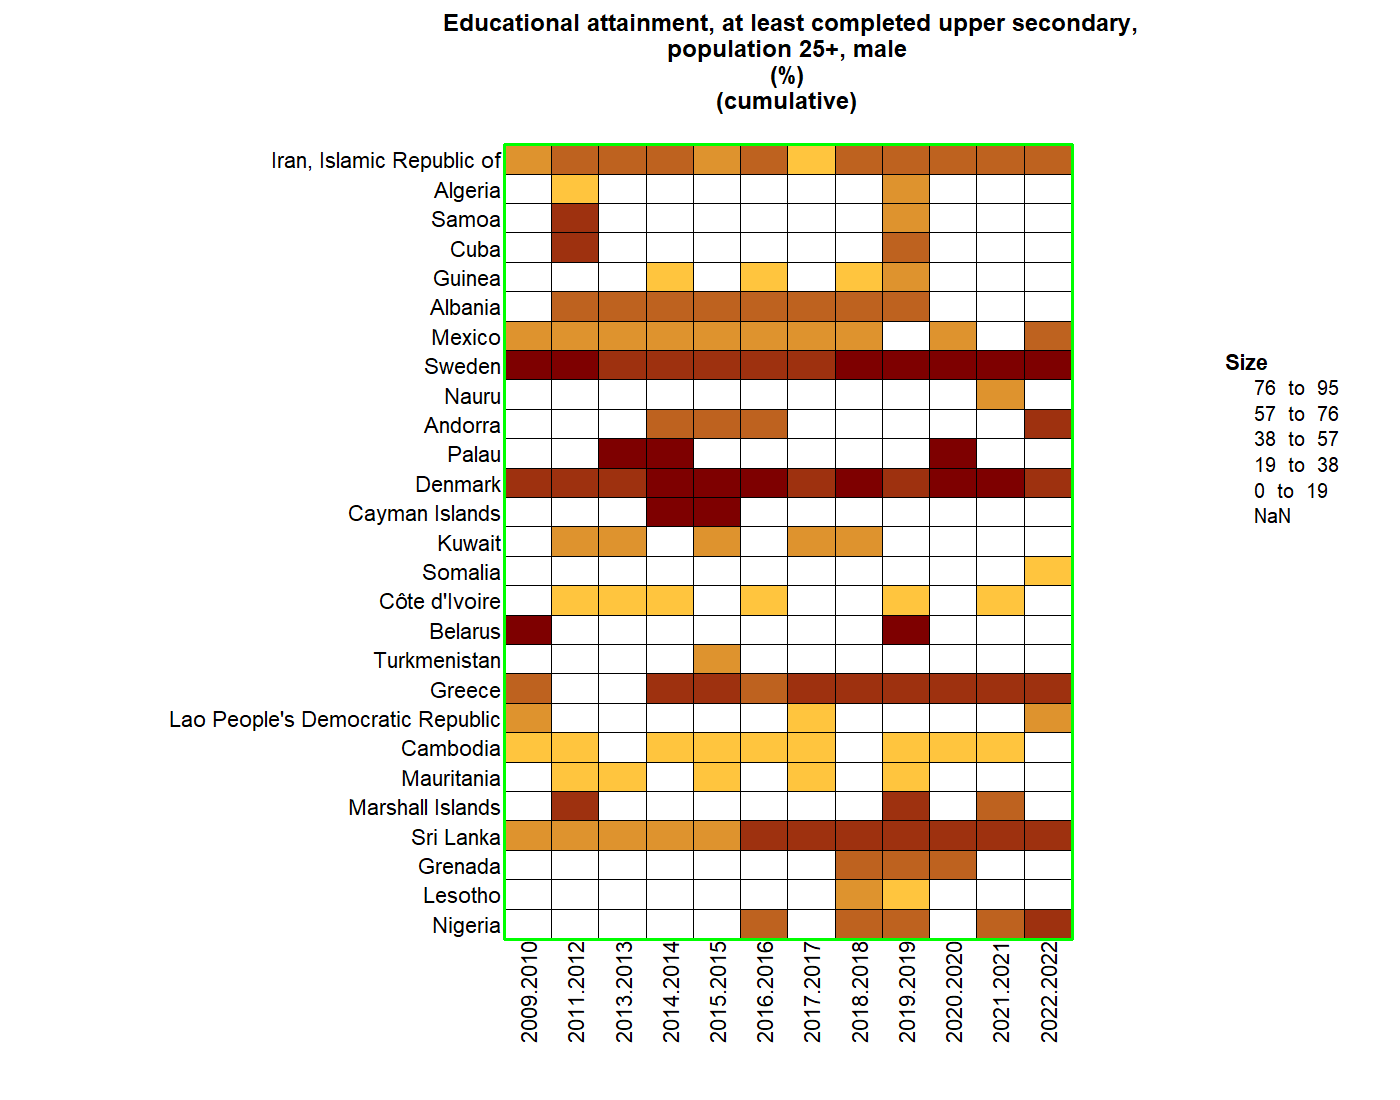 Educational attainment, at least completed upper secondary,
population 25+, male
(%)
(cumulative)
Iran, Islamic Republic of
Algeria
Samoa
Cuba
Guinea
Albania
Mexico
Sweden
Nauru
Andorra
Palau
Denmark
Cayman Islands
Kuwait
Somalia
Côte d'Ivoire
Belarus
Turkmenistan
Greece
Lao People's Democratic Republic
Cambodia
Mauritania
Marshall Islands
Sri Lanka
Grenada
Lesotho
Nigeria
2009.2010
2011.2012
2013.2013
2014.2014
2015.2015
2016.2016
2017.2017
2018.2018
2019.2019
2020.2020
2021.2021
2022.2022
Size
76 to 95
57 to 76
38 to 57
19 to 38
0 to 19
NaN